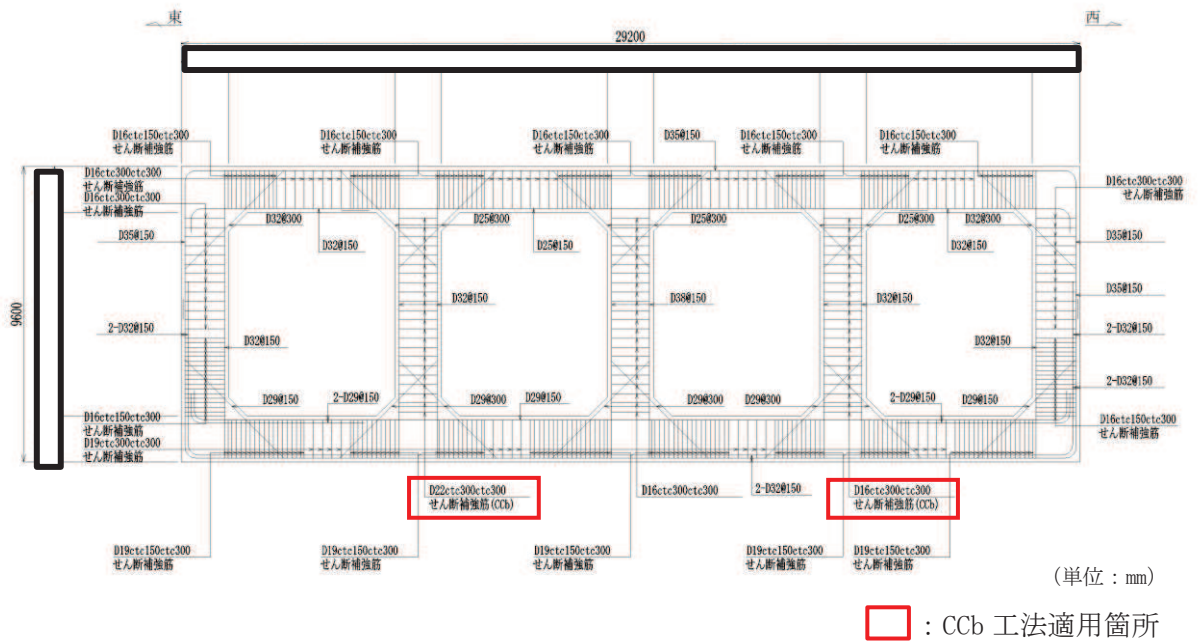 東
西
29200
D16ctc150ctc300
せん断補強筋
D16ctc150ctc300
せん断補強筋
D16ctc150ctc300
せん断補強筋
D35@150
D16ctc150ctc300
せん断補強筋
D16ctc150ctc300
せん断補強筋
D16ctc300ctc300
せん断補強筋
D16ctc300ctc300
せん断補強筋
D16ctc300ctc300
せん断補強筋
D32@300
D25@300
D25@300
D25@300
D32@300
D35@150
D32@150
D25@150
D32@150
D35@150
9600
D32@150
D38@150
D32@150
D35@150
2-D32@150
D32@150
D32@150
2-D32@150
2-D32@150
D29@150
2-D29@150
D29@300
D29@150
D29@300
D29@300
2-D29@150
D29@150
D16ctc150ctc300
せん断補強筋
D19ctc300ctc300
せん断補強筋
D16ctc150ctc300
せん断補強筋
D22ctc300ctc300
せん断補強筋(CCb)
D16ctc300ctc300
2-D32@150
D16ctc300ctc300
せん断補強筋(CCb)
D19ctc150ctc300
せん断補強筋
D19ctc150ctc300
せん断補強筋
D19ctc150ctc300
せん断補強筋
D19ctc150ctc300
せん断補強筋
D19ctc150ctc300
せん断補強筋
(単位：mm)
：CCb 工法適用箇所